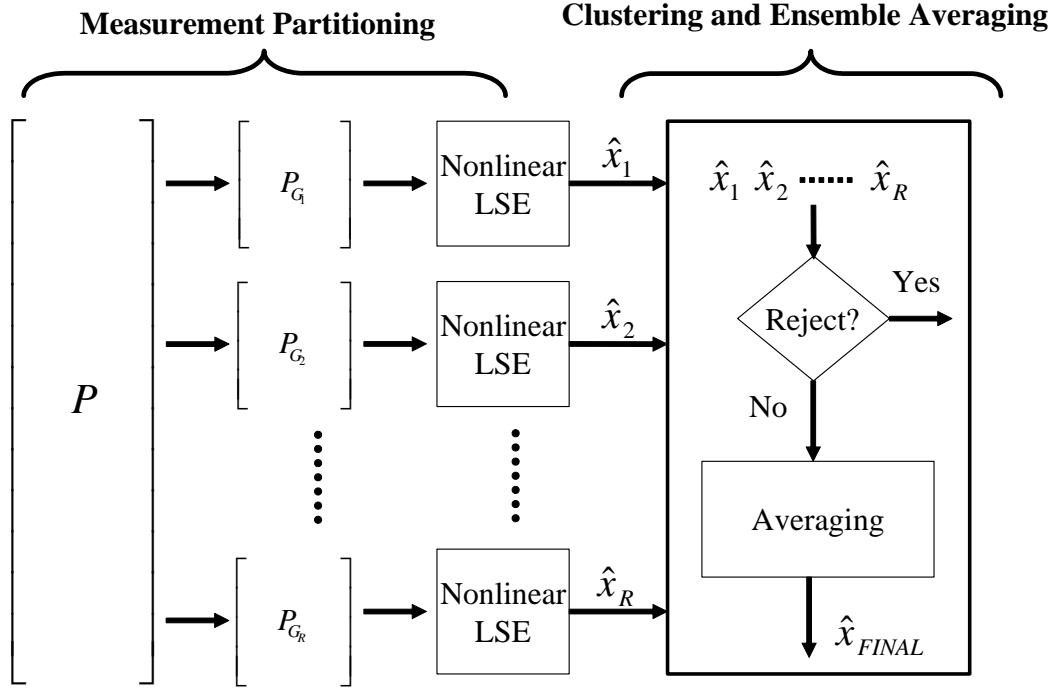 Measurement Partitioning
Clustering and Ensemble Averaging
P
P_{G_1}
Nonlinear
LSE
x̂_1
P_{G_2}
Nonlinear
LSE
x̂_2
P_{G_R}
Nonlinear
LSE
x̂_R
x̂_1 x̂_2 ...... x̂_R
Reject?
Yes
No
Averaging
x̂_{FINAL}